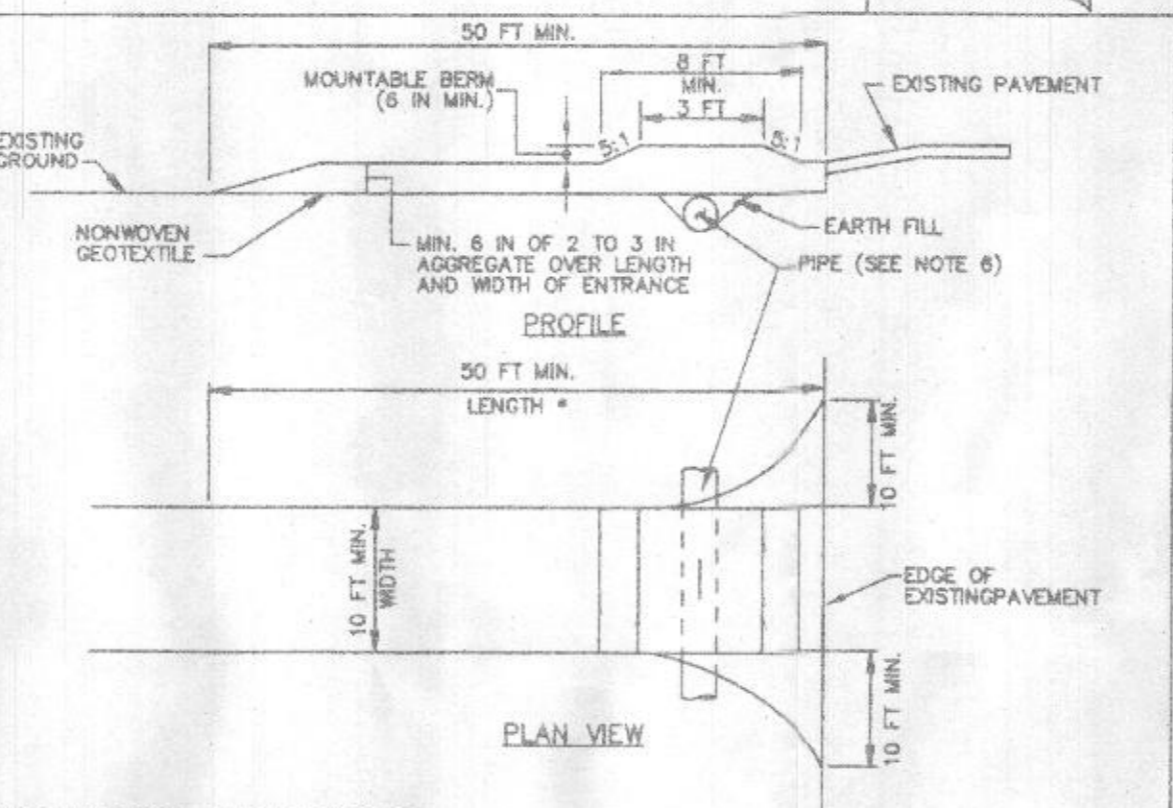 50 FT MIN.
8 FT
MIN.
3 FT
MOUNTABLE BERM
(6 IN MIN.)
EXISTING PAVEMENT
EXISTING
GROUND
5:1
5:1
NONWOVEN
GEOTEXTILE
MIN. 6 IN OF 2 TO 3 IN
AGGREGATE OVER LENGTH
AND WIDTH OF ENTRANCE
EARTH FILL
PIPE (SEE NOTE 6)
PROFILE
50 FT MIN.
LENGTH *
10 FT MIN.
10 FT MIN.
WIDTH
EDGE OF
EXISTINGPAVEMENT
10 FT MIN.
PLAN VIEW